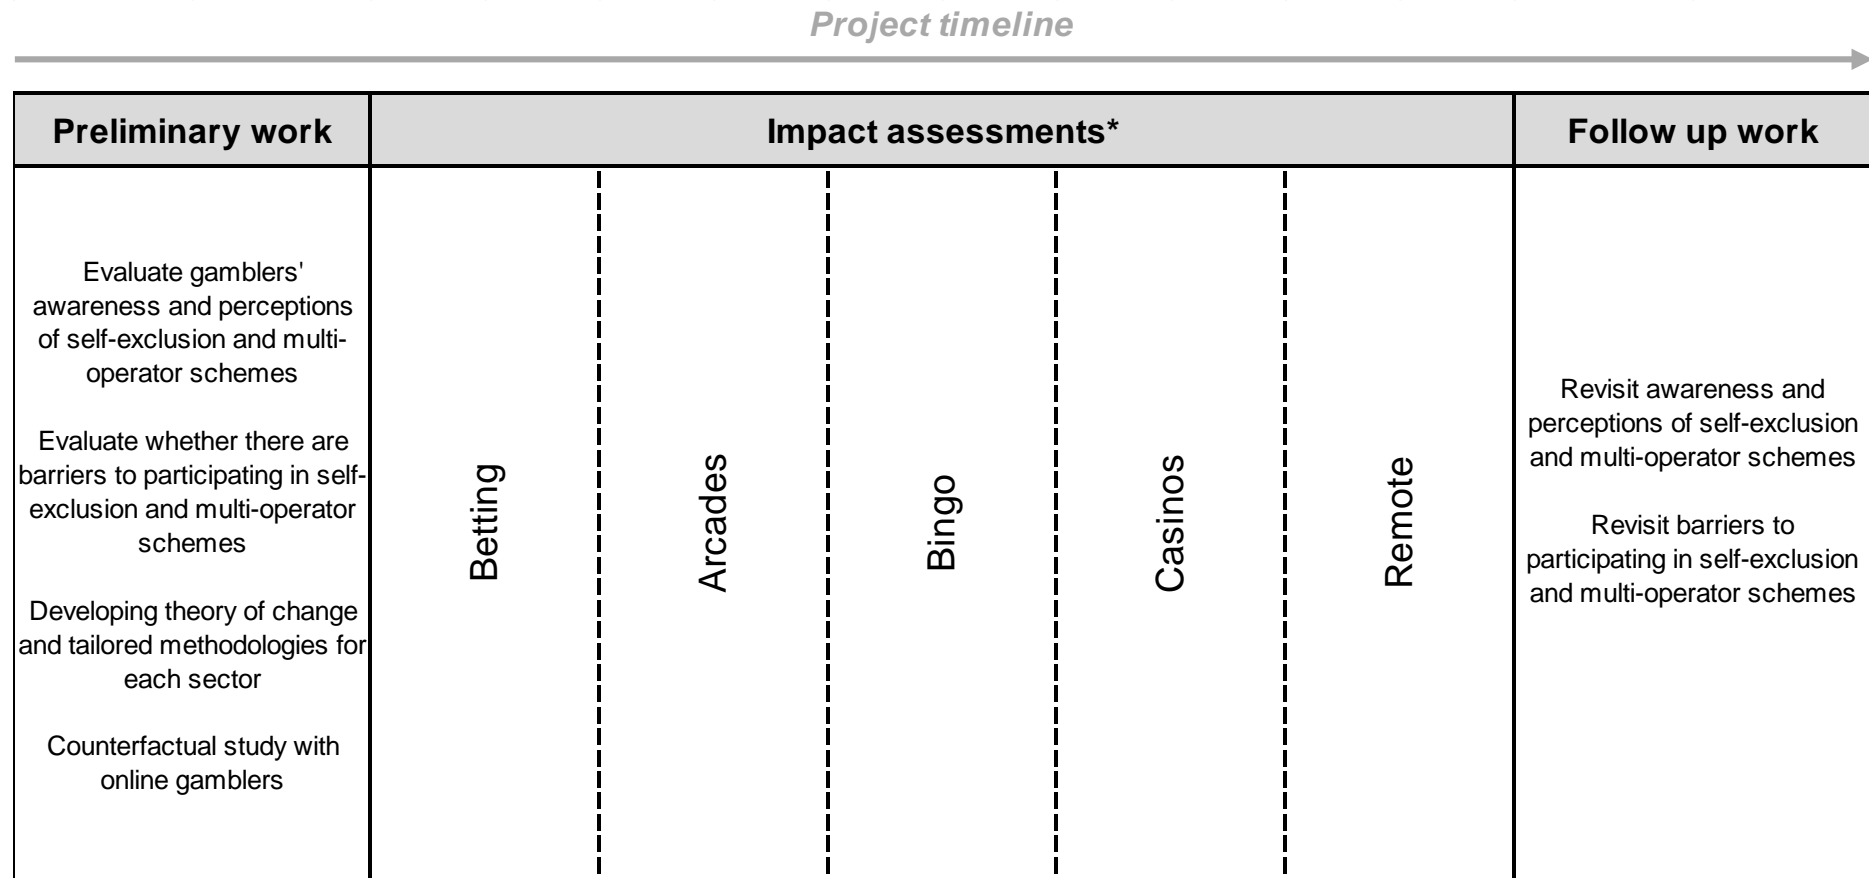 Project timeline
Preliminary work
Impact assessments*
Follow up work
Evaluate gamblers'
awareness and perceptions
of self-exclusion and multi-
operator schemes
Evaluate whether there are
barriers to participating in self-
exclusion and multi-operator
schemes
Developing theory of change
and tailored methodologies for
each sector
Counterfactual study with
online gamblers
Betting
Arcades
Bingo
Casinos
Remote
Revisit awareness and
perceptions of self-exclusion
and multi-operator schemes
Revisit barriers to
participating in self-exclusion
and multi-operator schemes